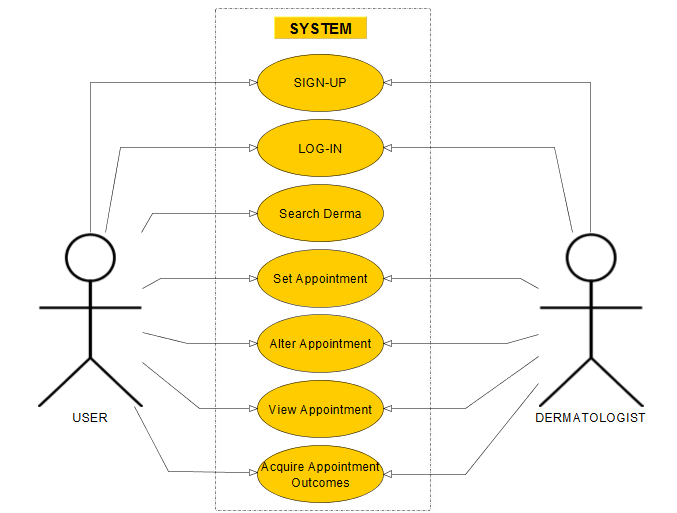 SYSTEM
SIGN-UP
LOG-IN
Search Derma
Set Appointment
Alter Appointment
View Appointment
Acquire Appointment
Outcomes
USER
DERMATOLOGIST